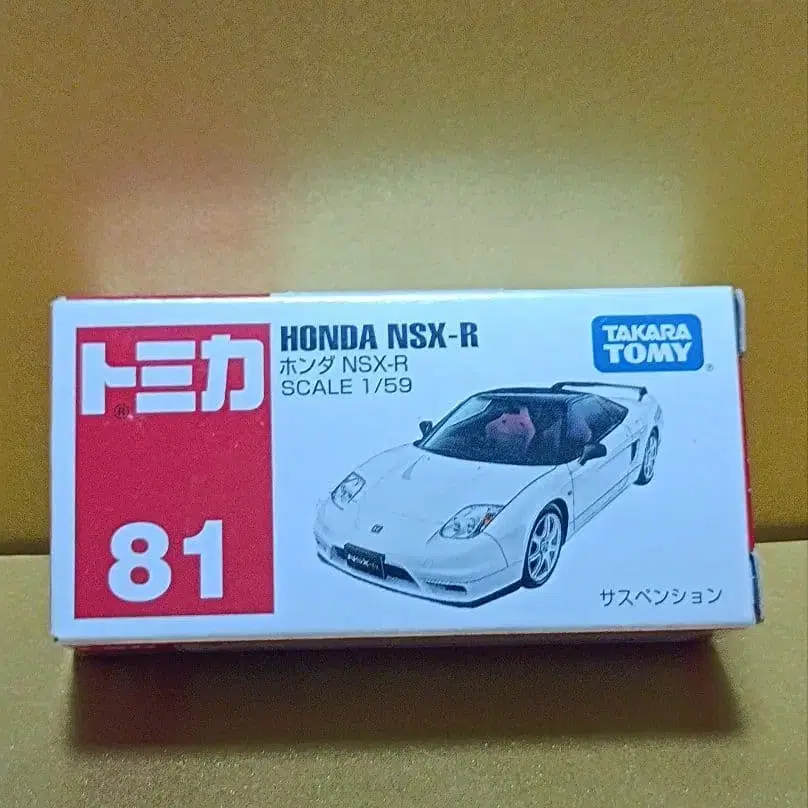 トミカ
®
81
HONDA NSX-R
ホンダ NSX-R
SCALE 1/59
TAKARA
TOMY
®
NSX-R
サスペンション